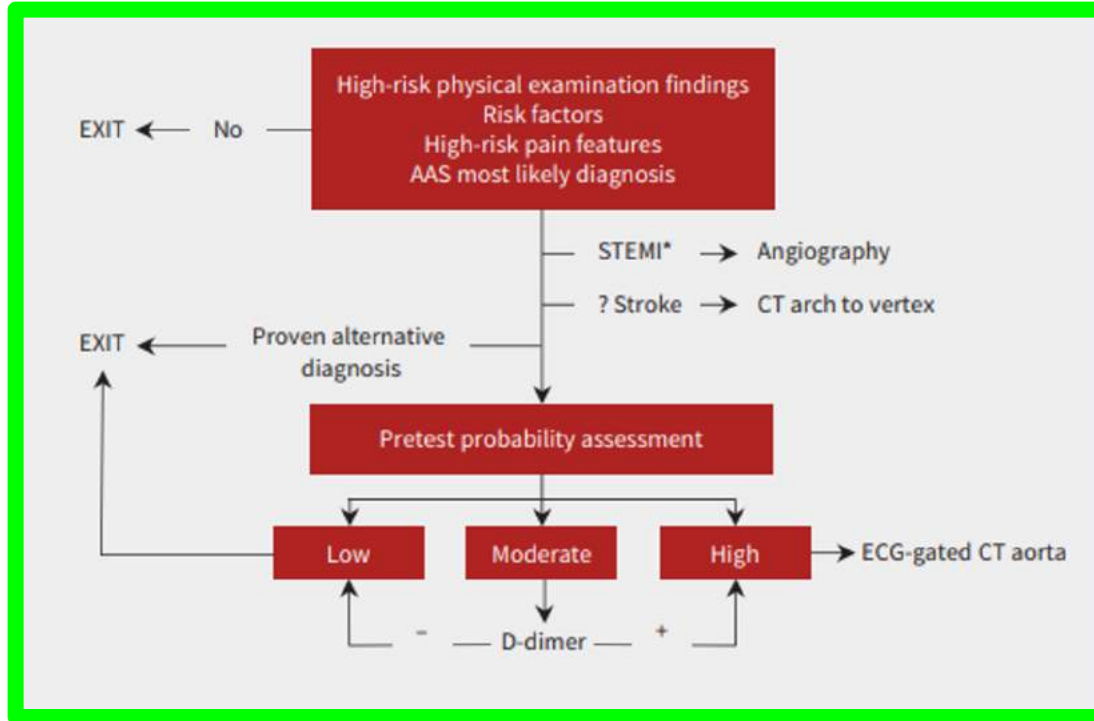 High-risk physical examination findings
Risk factors
High-risk pain features
AAS most likely diagnosis
EXIT
No
STEMI*
Angiography
? Stroke
CT arch to vertex
EXIT
Proven alternative
diagnosis
Pretest probability assessment
Low
Moderate
High
ECG-gated CT aorta
–
D-dimer
+